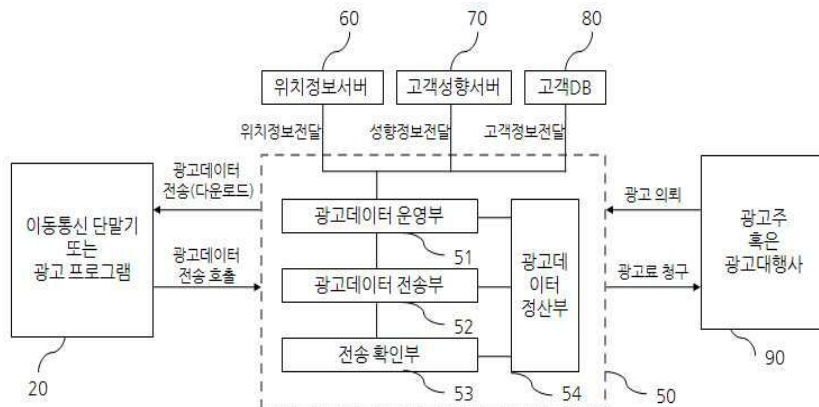 60
70
80
위치정보서버
고객성향서버
고객DB
위치정보전달
성향정보전달
고객정보전달
광고데이터
전송(다운로드)
이동통신 단말기
또는
광고 프로그램
광고데이터
전송 호출
20
광고데이터 운영부
51
광고데이터 전송부
52
전송 확인부
53
광고데
이터
정산부
54
50
광고 의뢰
광고료 청구
광고주
혹은
광고대행사
90